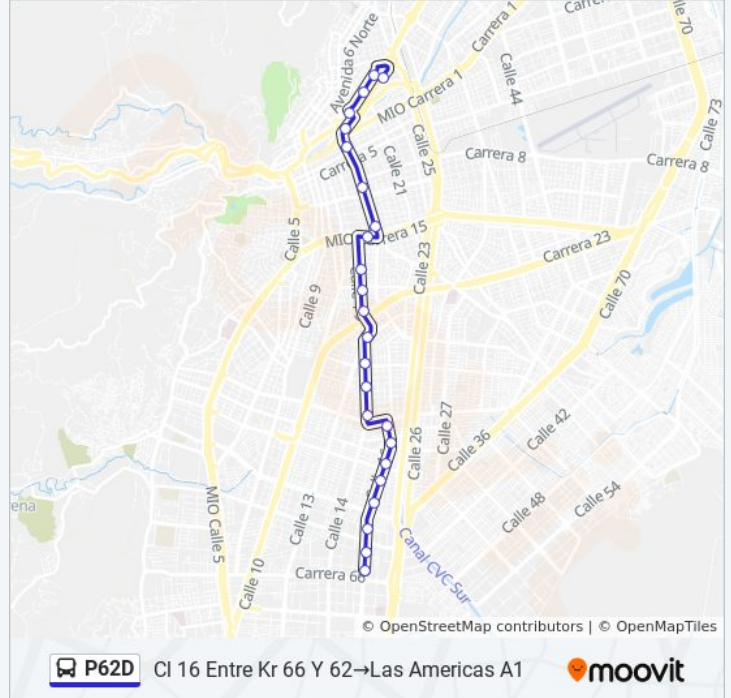 Calle 70
Carrera 1
Avenida 6 Norte
Calle 44
MIO Carrera 1
Calle 73
Calle 25
Carrera 5
Calle 21
Carrera 8
Carrera 8
Calle 5
MIO Carrera 15
Carrera 23
Calle 23
Calle 9
Calle 70
Calle 27
Calle 42
Calle 26
Calle 36
MIO Calle 5
Calle 13
Calle 14
Calle 48
Calle 54
Canal CVC Sur
Calle 10
Carrera 66
© OpenStreetMap contributors | © OpenMapTiles
P62D Cl 16 Entre Kr 66 Y 62→Las Americas A1 moovit